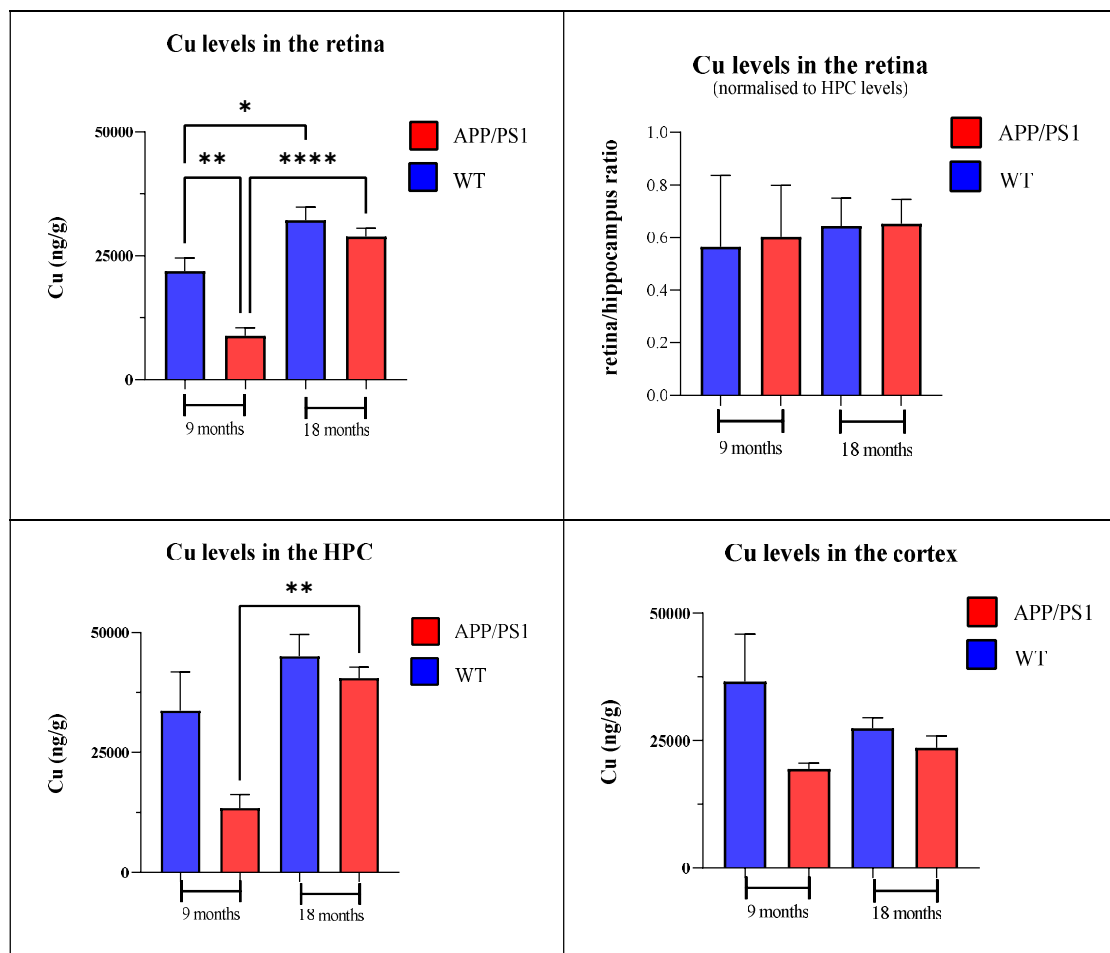 Cu levels in the retina
* 
** ****
APP/PS1
WT
Cu (ng/g)
50000
25000
0
9 months
18 months
Cu levels in the retina
(normalised to HPC levels)
APP/PS1
WT
retina/hippocampus ratio
1.0
0.8
0.6
0.4
0.2
0.0
9 months
18 months
Cu levels in the HPC
**
APP/PS1
WT
Cu (ng/g)
50000
25000
0
9 months
18 months
Cu levels in the cortex
APP/PS1
WT
Cu (ng/g)
50000
25000
0
9 months
18 months